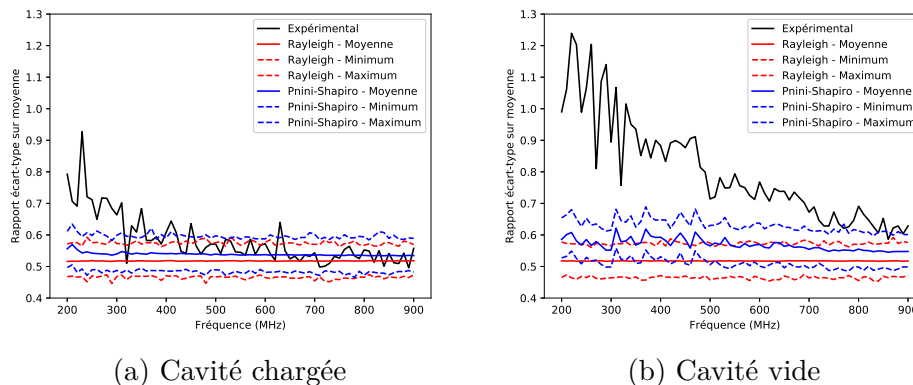 1.3
1.2
1.1
1.0
0.9
0.8
0.7
0.6
0.5
0.4
Rapport écart-type sur moyenne
200 300 400 500 600 700 800 900
Fréquence (MHz)
Expérimental
Rayleigh - Moyenne
Rayleigh - Minimum
Rayleigh - Maximum
Pnini-Shapiro - Moyenne
Pnini-Shapiro - Minimum
Pnini-Shapiro - Maximum
(a) Cavité chargée
1.3
1.2
1.1
1.0
0.9
0.8
0.7
0.6
0.5
0.4
Rapport écart-type sur moyenne
200 300 400 500 600 700 800 900
Fréquence (MHz)
Expérimental
Rayleigh - Moyenne
Rayleigh - Minimum
Rayleigh - Maximum
Pnini-Shapiro - Moyenne
Pnini-Shapiro - Minimum
Pnini-Shapiro - Maximum
(b) Cavité vide